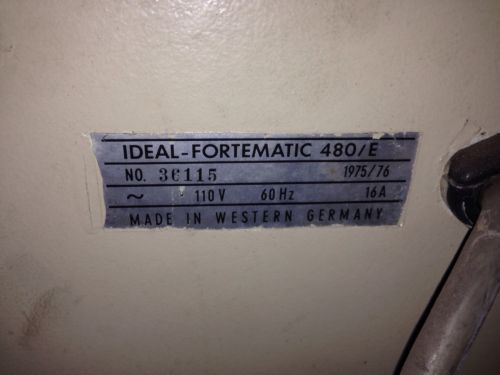 IDEAL-FORTEMATIC 480/E
NO. 36115 1975/76
~ 110V 60Hz 16A
MADE IN WESTERN GERMANY